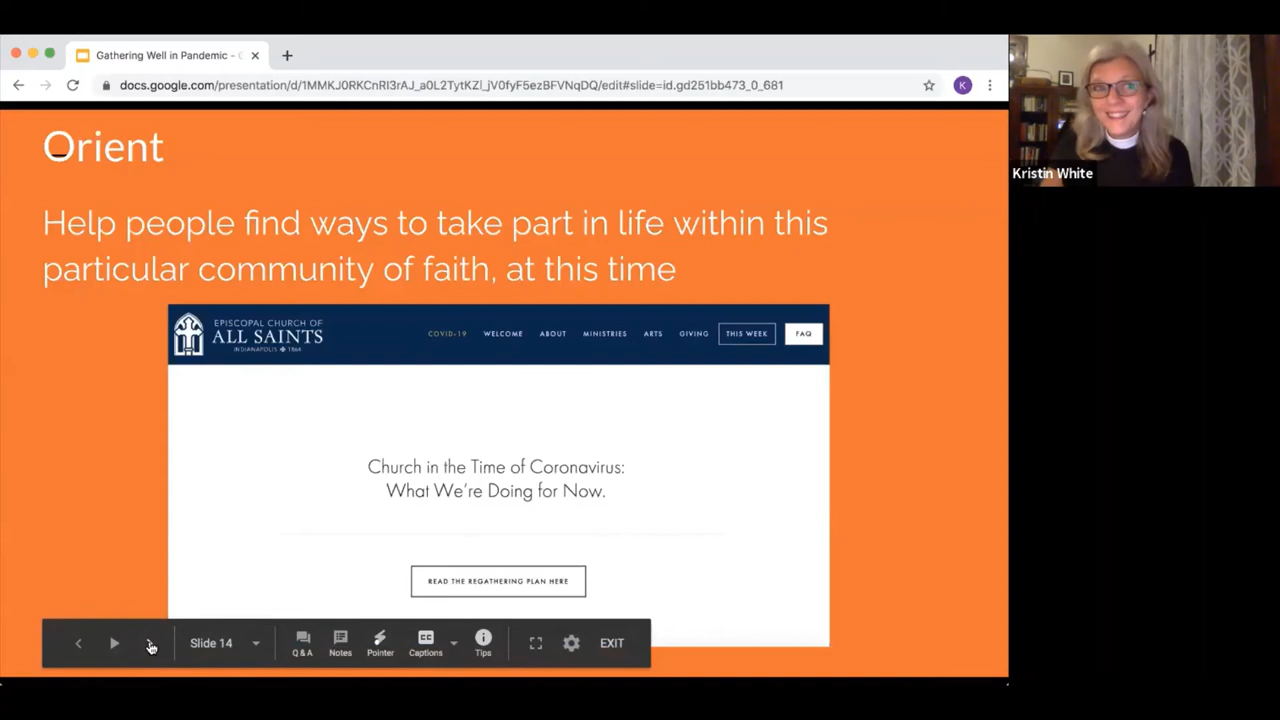 Gathering Well in Pandemic -
docs.google.com/presentation/d/1MMKJ0RKCnRI3rAJ_a0L2TytKZl_jV0fyF5ezBFVNqDQ/edit#slide=id.gd251bb473_0_681
K
Kristin White
Orient
Help people find ways to take part in life within this
particular community of faith, at this time
EPISCOPAL CHURCH OF
ALL SAINTS
INDIANAPOLIS 1864
COVID-19 WELCOME ABOUT MINISTRIES ARTS GIVING THIS WEEK FAQ
Church in the Time of Coronavirus:
What We're Doing for Now.
READ THE REGATHERING PLAN HERE
Slide 14 Q & A Notes Pointer CC Captions Tips EXIT